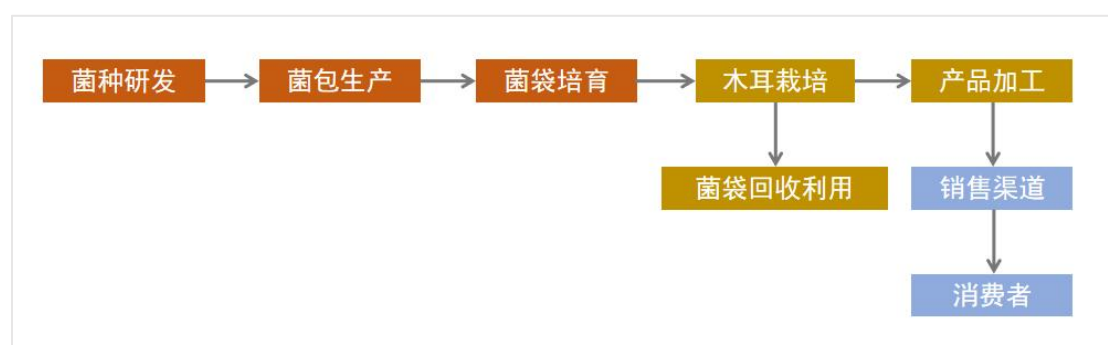 菌种研发
菌包生产
菌袋培育
木耳栽培
产品加工
菌袋回收利用
销售渠道
消费者